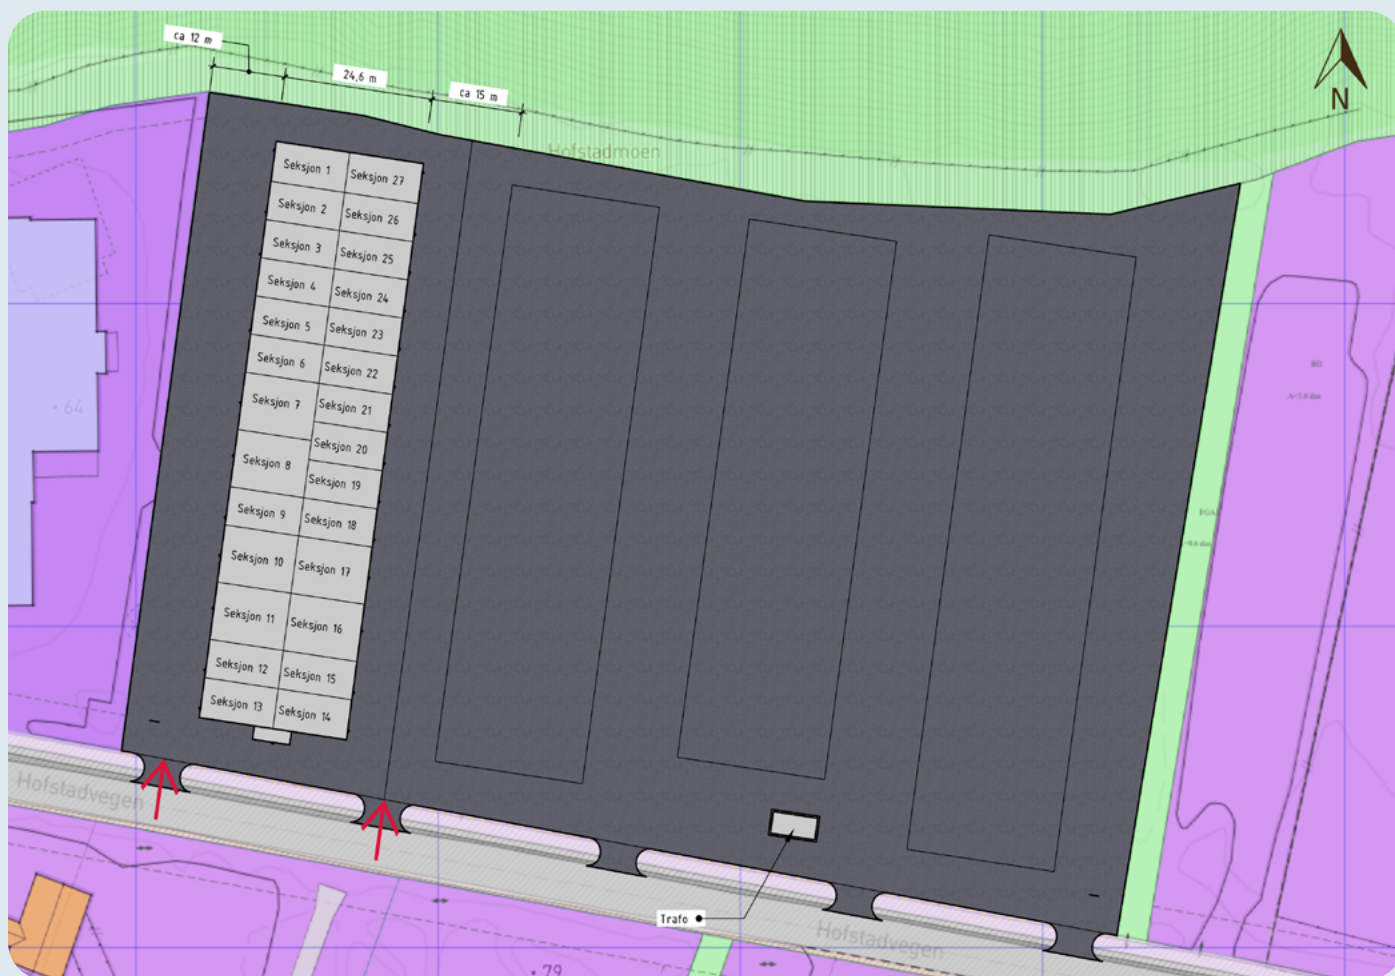 ca 12 m
24,6 m
ca 15 m
N
Hofstadmoen
Seksjon 1
Seksjon 27
Seksjon 2
Seksjon 26
Seksjon 3
Seksjon 25
Seksjon 4
Seksjon 24
Seksjon 5
Seksjon 23
Seksjon 6
Seksjon 22
Seksjon 7
Seksjon 21
Seksjon 20
Seksjon 8
Seksjon 19
Seksjon 9
Seksjon 18
Seksjon 10
Seksjon 17
Seksjon 11
Seksjon 16
Seksjon 12
Seksjon 15
Seksjon 13
Seksjon 14
64
Hofstadvegen
Trafo
Hofstadvegen
79